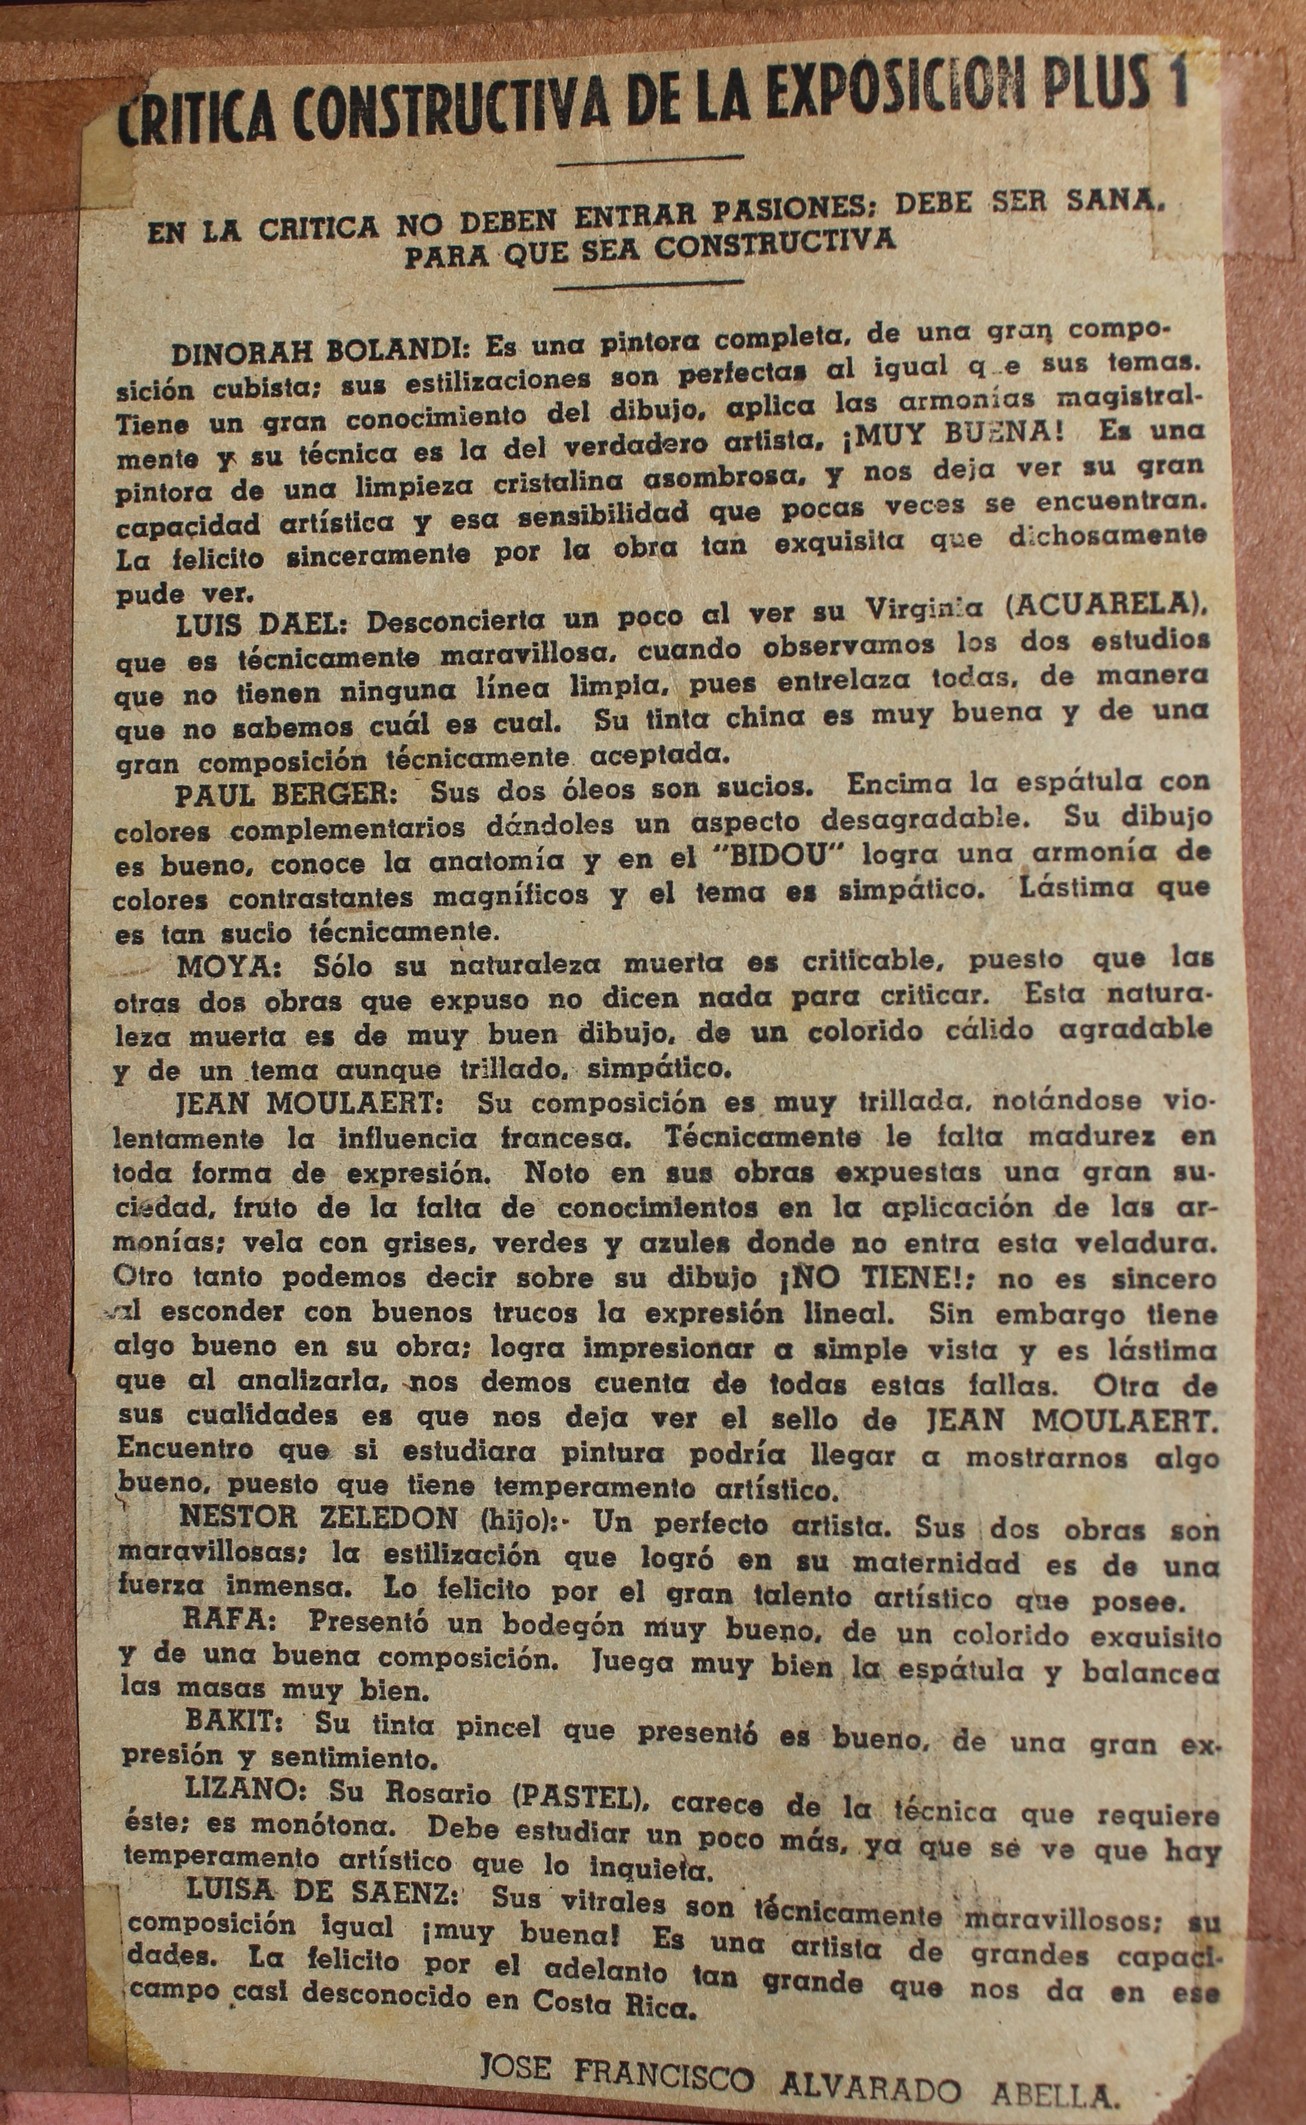 CRITICA CONSTRUCTIVA DE LA EXPOSICION PLUS 1
EN LA CRITICA NO DEBEN ENTRAR PASIONES; DEBE SER SANA,
PARA QUE SEA CONSTRUCTIVA
DINORAH BOLANDI: Es una pintora completa, de una gran compo-
sición cubista; sus estilizaciones son perfectas al igual q e sus temas.
Tiene un gran conocimiento del dibujo, aplica las armonías magistral-
mente y su técnica es la del verdadero artista, ¡MUY BUENA! Es una
pintora de una limpieza cristalina asombrosa, y nos deja ver su gran
capacidad artística y esa sensibilidad que pocas veces se encuentran.
La felicito sinceramente por la obra tan exquisita que dichosamente
pude ver.
LUIS DAEL: Desconcierta un poco al ver su Virginia (ACUARELA),
que es técnicamente maravillosa, cuando observamos los dos estudios
que no tienen ninguna línea limpia, pues entrelaza todas, de manera
que no sabemos cuál es cual. Su tinta china es muy buena y de una
gran composición técnicamente aceptada.
PAUL BERGER: Sus dos óleos son sucios. Encima la espátula con
colores complementarios dándoles un aspecto desagradable. Su dibujo
es bueno, conoce la anatomía y en el "BIDOU" logra una armonía de
colores contrastantes magníficos y el tema es simpático. Lástima que
es tan sucio técnicamente.
MOYA: Sólo su naturaleza muerta es criticable, puesto que las
otras dos obras que expuso no dicen nada para criticar. Esta natura-
leza muerta es de muy buen dibujo, de un colorido cálido agradable
y de un tema aunque trillado, simpático.
JEAN MOULAERT: Su composición es muy trillada, notándose vio-
lentamente la influencia francesa. Técnicamente le falta madurez en
toda forma de expresión. Noto en sus obras expuestas una gran su-
ciedad, fruto de la falta de conocimientos en la aplicación de las ar-
monías; vela con grises, verdes y azules donde no entra esta veladura.
Otro tanto podemos decir sobre su dibujo ¡NO TIENE!; no es sincero
al esconder con buenos trucos la expresión lineal. Sin embargo tiene
algo bueno en su obra; logra impresionar a simple vista y es lástima
que al analizarla, nos demos cuenta de todas estas fallas. Otra de
sus cualidades es que nos deja ver el sello de JEAN MOULAERT.
Encuentro que si estudiara pintura podría llegar a mostrarnos algo
bueno, puesto que tiene temperamento artístico.
NESTOR ZELEDON (hijo):- Un perfecto artista. Sus dos obras son
maravillosas; la estilización que logró en su maternidad es de una
fuerza inmensa. Lo felicito por el gran talento artístico que posee.
RAFA: Presentó un bodegón muy bueno, de un colorido exquisito
y de una buena composición. Juega muy bien la espátula y balancea
las masas muy bien.
BAKIT: Su tinta pincel que presentó es bueno, de una gran ex-
presión y sentimiento.
LIZANO: Su Rosario (PASTEL), carece de la técnica que requiere
éste; es monótona. Debe estudiar un poco más, ya que se ve que hay
temperamento artístico que lo inquieta.
LUISA DE SAENZ: Sus vitrales son técnicamente maravillosos; su
composición igual ¡muy buena! Es una artista de grandes capaci-
dades. La felicito por el adelanto tan grande que nos da en ese
campo casi desconocido en Costa Rica.
JOSE FRANCISCO ALVARADO ABELLA.